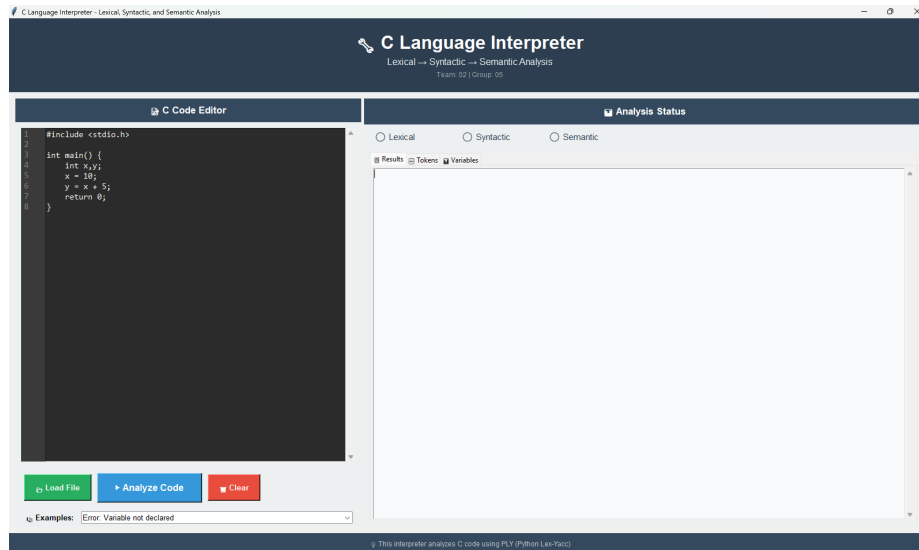 C Language Interpreter - Lexical, Syntactic, and Semantic Analysis
C Language Interpreter
Lexical → Syntactic → Semantic Analysis
Team: 02 | Group: 05
C Code Editor
1 #include <stdio.h>
2
3 int main() {
4 int x,y;
5 x = 10;
6 y = x + 5;
7 return 0;
8 }
Load File
Analyze Code
Clear
Examples: Error: Variable not declared
Analysis Status
Lexical Syntactic Semantic
Results Tokens Variables
This interpreter analyzes C code using PLY (Python Lex-Yacc)